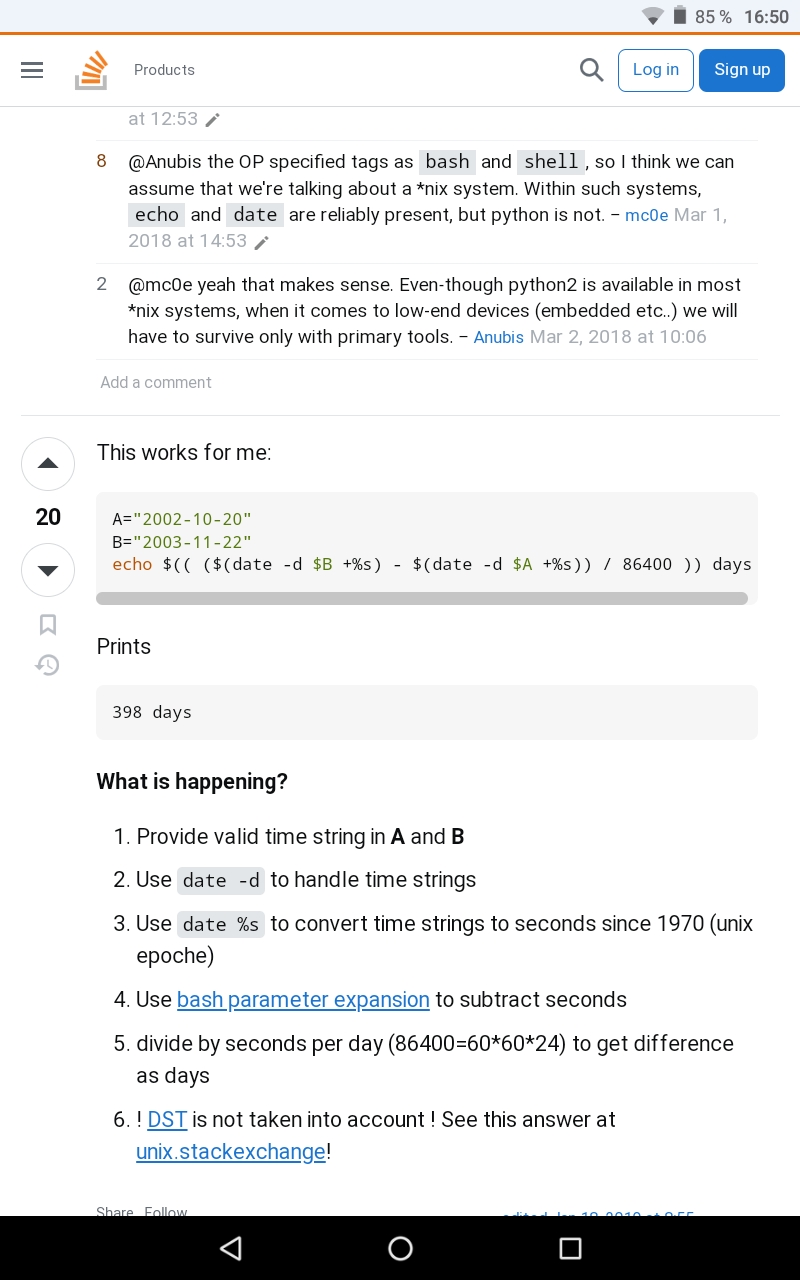 85 % 16:50
Products
Log in
Sign up
at 12:53
8
@Anubis the OP specified tags as bash and shell, so I think we can
assume that we're talking about a *nix system. Within such systems,
echo and date are reliably present, but python is not. – mc0e Mar 1,
2018 at 14:53
2
@mc0e yeah that makes sense. Even-though python2 is available in most
*nix systems, when it comes to low-end devices (embedded etc..) we will
have to survive only with primary tools. – Anubis Mar 2, 2018 at 10:06
Add a comment
This works for me:
20
A="2002-10-20"
B="2003-11-22"
echo $(( ($(date -d $B +%s) - $(date -d $A +%s)) / 86400 )) days
Prints
398 days
What is happening?
1. Provide valid time string in A and B
2. Use date -d to handle time strings
3. Use date %s to convert time strings to seconds since 1970 (unix
epoche)
4. Use bash parameter expansion to subtract seconds
5. divide by seconds per day (86400=60*60*24) to get difference
as days
6. ! DST is not taken into account ! See this answer at
unix.stackexchange!
Share Follow
edited Jan 18, 2019 at 8:55